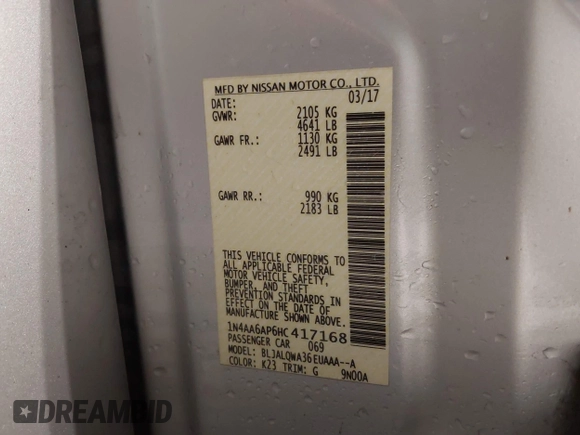 MFD BY NISSAN MOTOR CO., LTD.
DATE: 03/17
GVWR: 2105 KG
4641 LB
GAWR FR.: 1130 KG
2491 LB
GAWR RR.: 990 KG
2183 LB
THIS VEHICLE CONFORMS TO
ALL APPLICABLE FEDERAL
MOTOR VEHICLE SAFETY,
BUMPER, AND THEFT
PREVENTION STANDARDS IN
EFFECT ON THE DATE OF
MANUFACTURE SHOWN ABOVE.
1N4AA6AP6HC417168
PASSENGER CAR 069
MODEL: BLJALQWA36EUAAA--A
COLOR: K23 TRIM: G 9N00A
DREAMBID